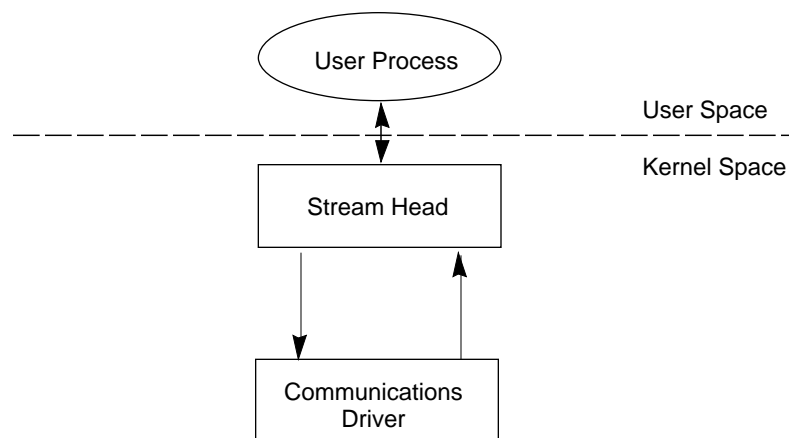 User Process
User Space
Kernel Space
Stream Head
Communications
Driver